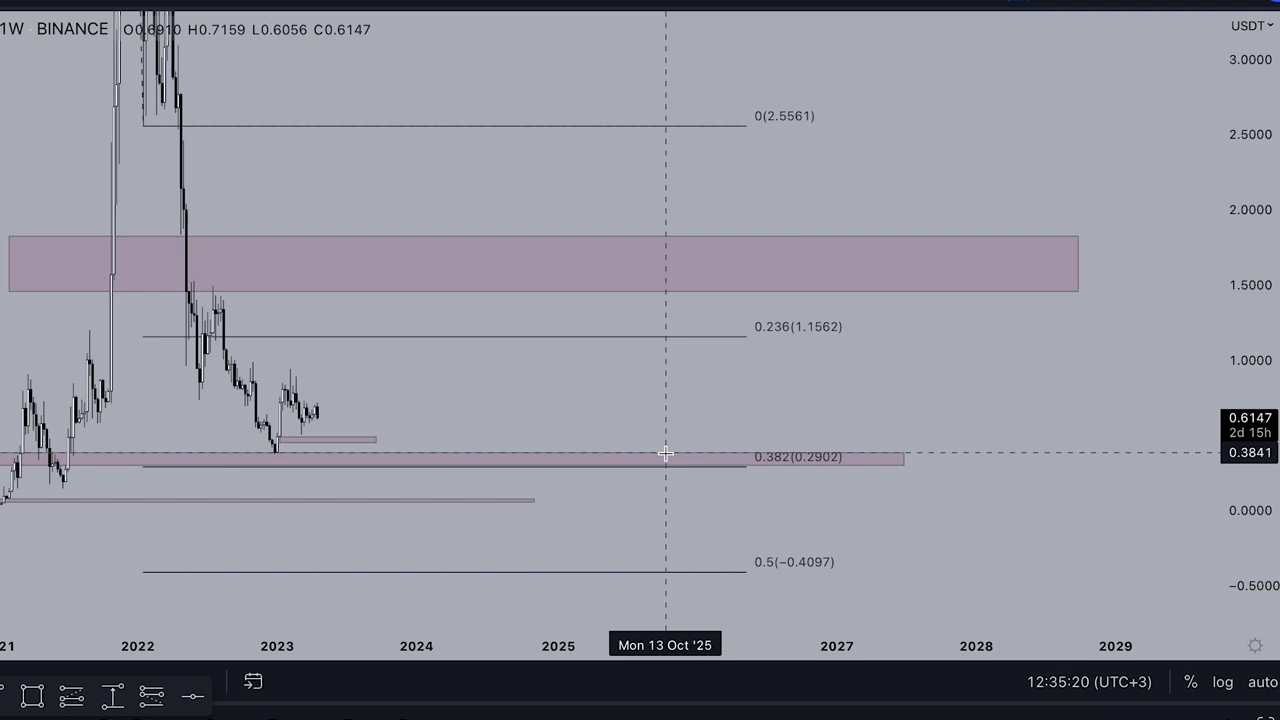 1W · BINANCE O0.6910 H0.7159 L0.6056 C0.6147
USDT
3.0000
0(2.5561)
2.5000
2.0000
1.5000
0.236(1.1562)
1.0000
0.6147
2d 15h
0.382(0.2902)
0.3841
0.0000
0.5(−0.4097)
−0.5000
21 2022 2023 2024 2025 Mon 13 Oct '25 2027 2028 2029
12:35:20 (UTC+3) % log auto